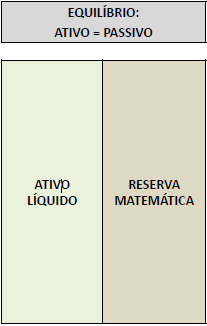 EQUILÍBRIO:
ATIVO = PASSIVO
ATIVO
LÍQUIDO
RESERVA
MATEMÁTICA